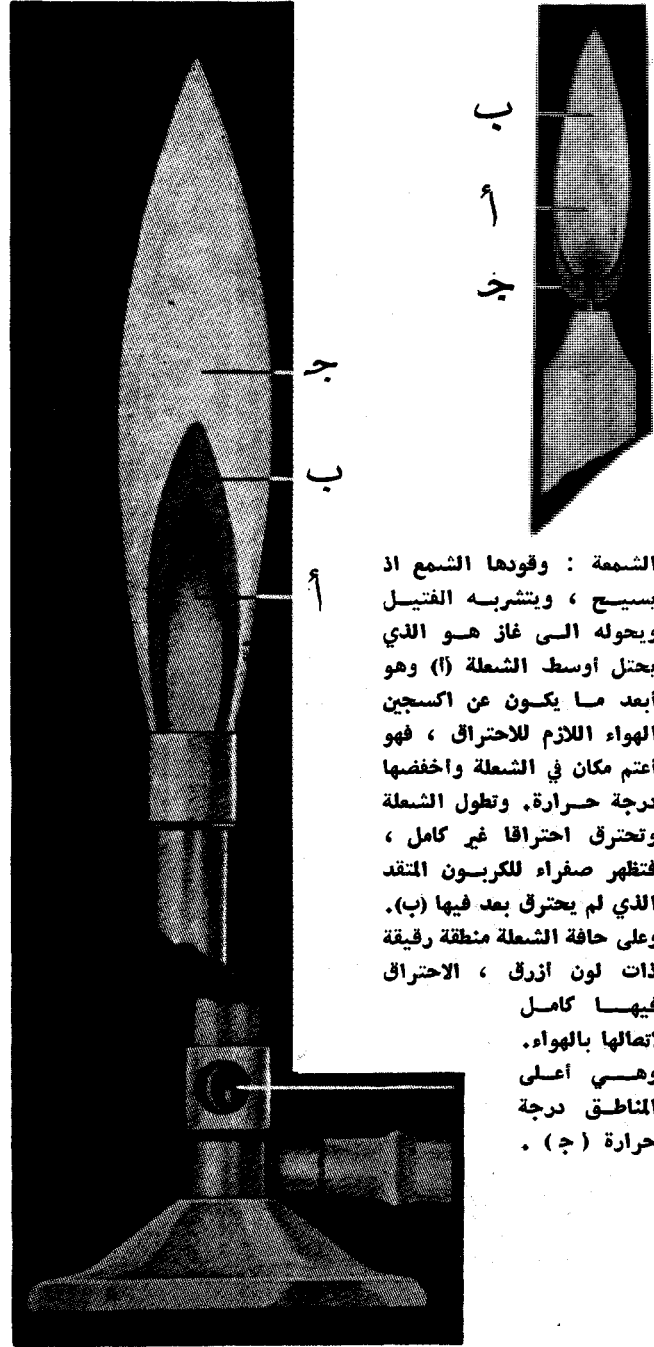 ب
أ
ج
ج
ب
أ
الشمعة : وقودها الشمع اذ
يسيح ، ويتشربه الفتيل
ويحوله الى غاز هو الذي
يحتل أوسط الشعلة (أ) وهو
أبعد ما يكون عن اكسجين
الهواء اللازم للاحتراق ، فهو
أعتم مكان في الشعلة وأخفضها
درجة حرارة. وتطول الشعلة
وتحترق احتراقا غير كامل ،
فتظهر صفراء للكربون المتقد
الذي لم يحترق بعد فيها (ب).
وعلى حافة الشعلة منطقة رقيقة
ذات لون أزرق ، الاحتراق
فيها كامل
لاتصالها بالهواء.
وهي أعلى
المناطق درجة
حرارة (ج) .